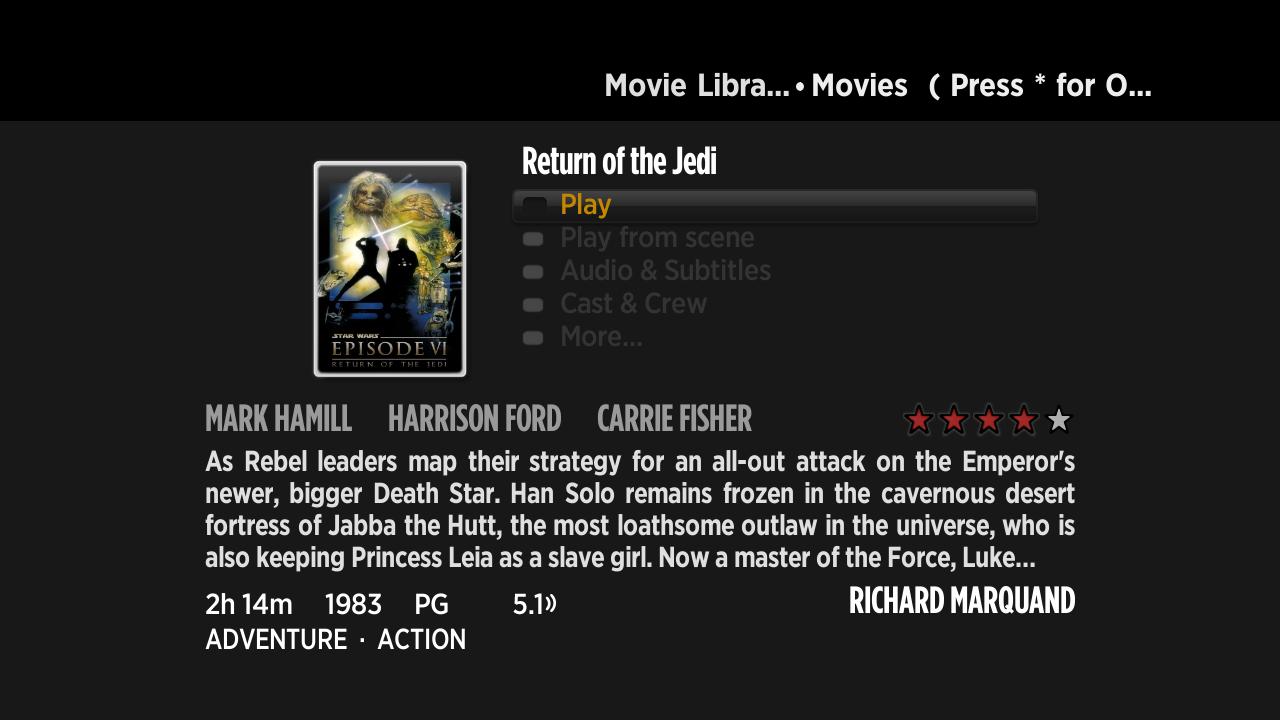 Movie Libra... • Movies ( Press * for O...
Return of the Jedi
Play
Play from scene
Audio & Subtitles
Cast & Crew
More...
STAR WARS
EPISODE VI
RETURN OF THE JEDI
MARK HAMILL HARRISON FORD CARRIE FISHER
As Rebel leaders map their strategy for an all-out attack on the Emperor's
newer, bigger Death Star. Han Solo remains frozen in the cavernous desert
fortress of Jabba the Hutt, the most loathsome outlaw in the universe, who is
also keeping Princess Leia as a slave girl. Now a master of the Force, Luke...
2h 14m 1983 PG 5.1 RICHARD MARQUAND
ADVENTURE · ACTION